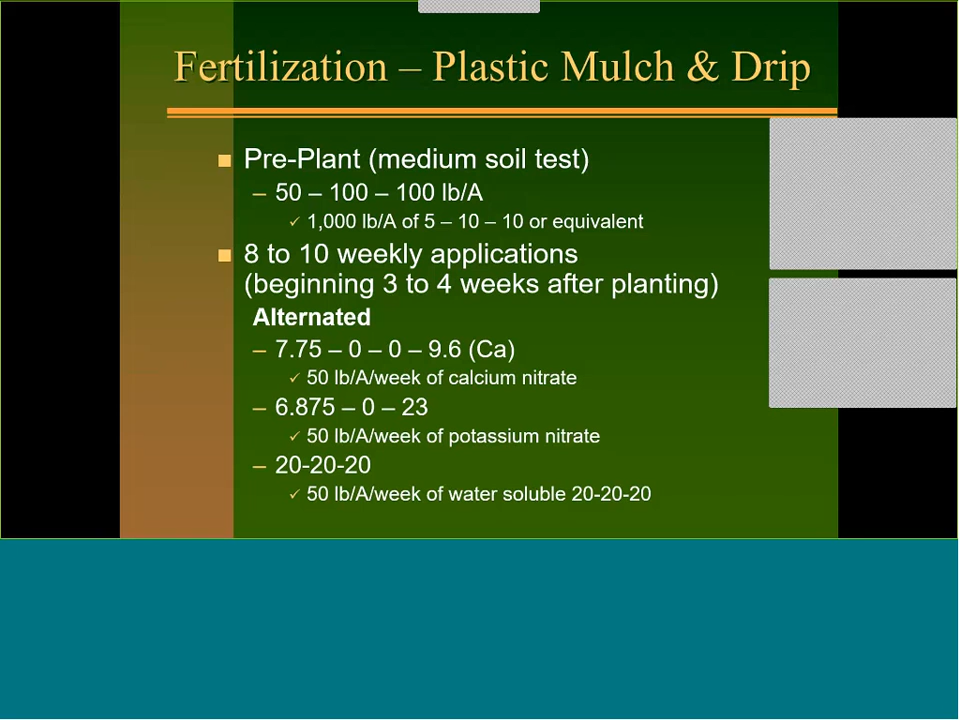 Fertilization – Plastic Mulch & Drip
■ Pre-Plant (medium soil test)
– 50 – 100 – 100 lb/A
✓ 1,000 lb/A of 5 – 10 – 10 or equivalent
■ 8 to 10 weekly applications
(beginning 3 to 4 weeks after planting)
Alternated
– 7.75 – 0 – 0 – 9.6 (Ca)
✓ 50 lb/A/week of calcium nitrate
– 6.875 – 0 – 23
✓ 50 lb/A/week of potassium nitrate
– 20-20-20
✓ 50 lb/A/week of water soluble 20-20-20